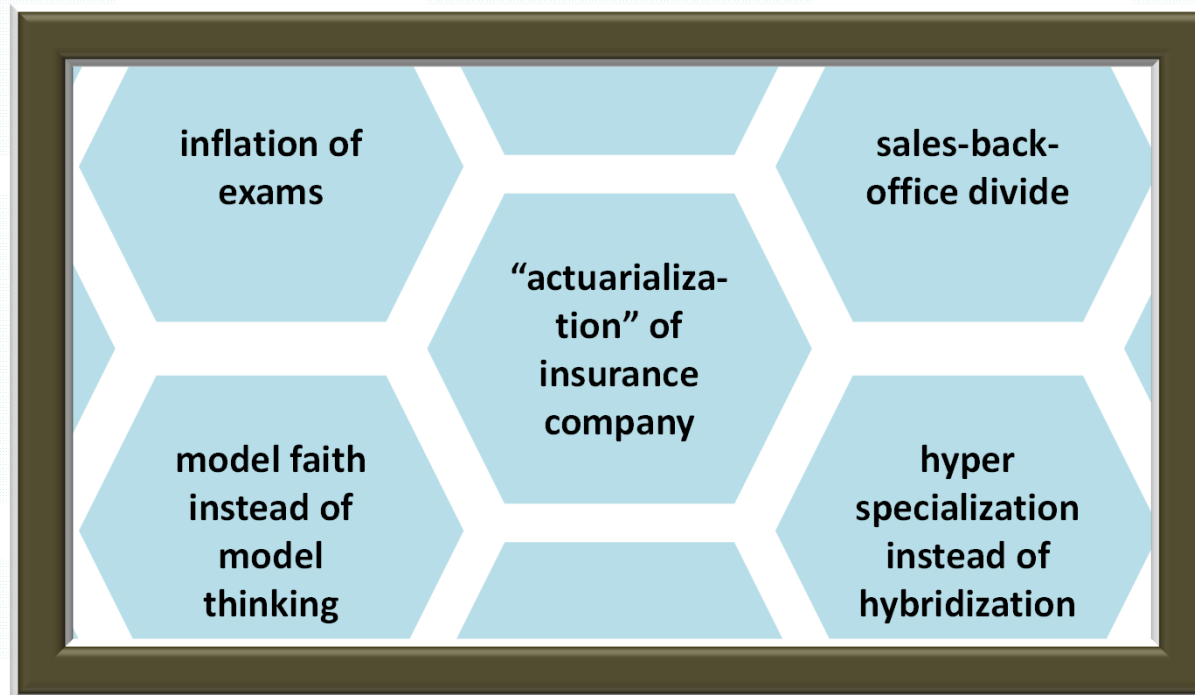 inflation of
exams
sales-back-
office divide
“actuarializa-
tion” of
insurance
company
model faith
instead of
model
thinking
hyper
specialization
instead of
hybridization